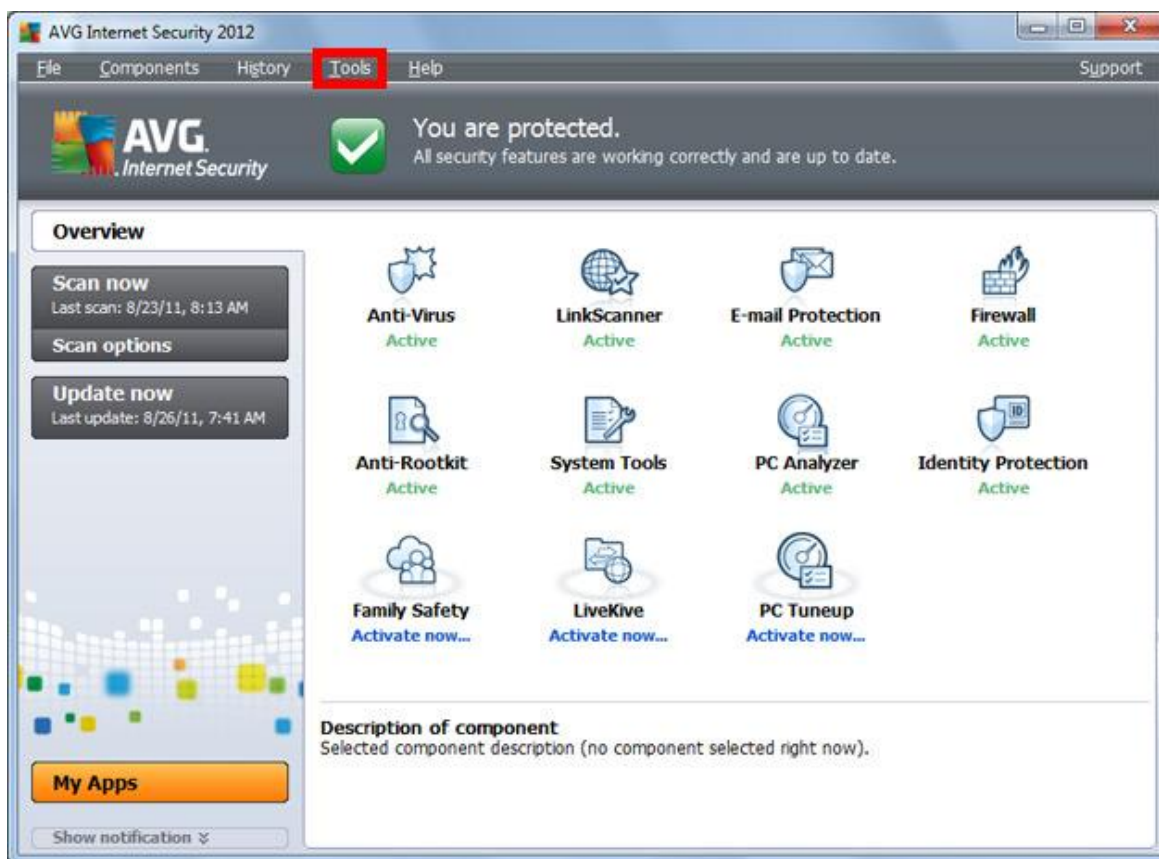 AVG Internet Security 2012
File Components History Tools Help Support
AVG.
Internet Security
You are protected.
All security features are working correctly and are up to date.
Overview
Scan now
Last scan: 8/23/11, 8:13 AM
Scan options
Update now
Last update: 8/26/11, 7:41 AM
Anti-Virus LinkScanner E-mail Protection Firewall
Active Active Active Active
ID
Anti-Rootkit System Tools PC Analyzer Identity Protection
Active Active Active Active
Family Safety LiveKive PC Tuneup
Activate now... Activate now... Activate now...
Description of component
Selected component description (no component selected right now).
My Apps
Show notification